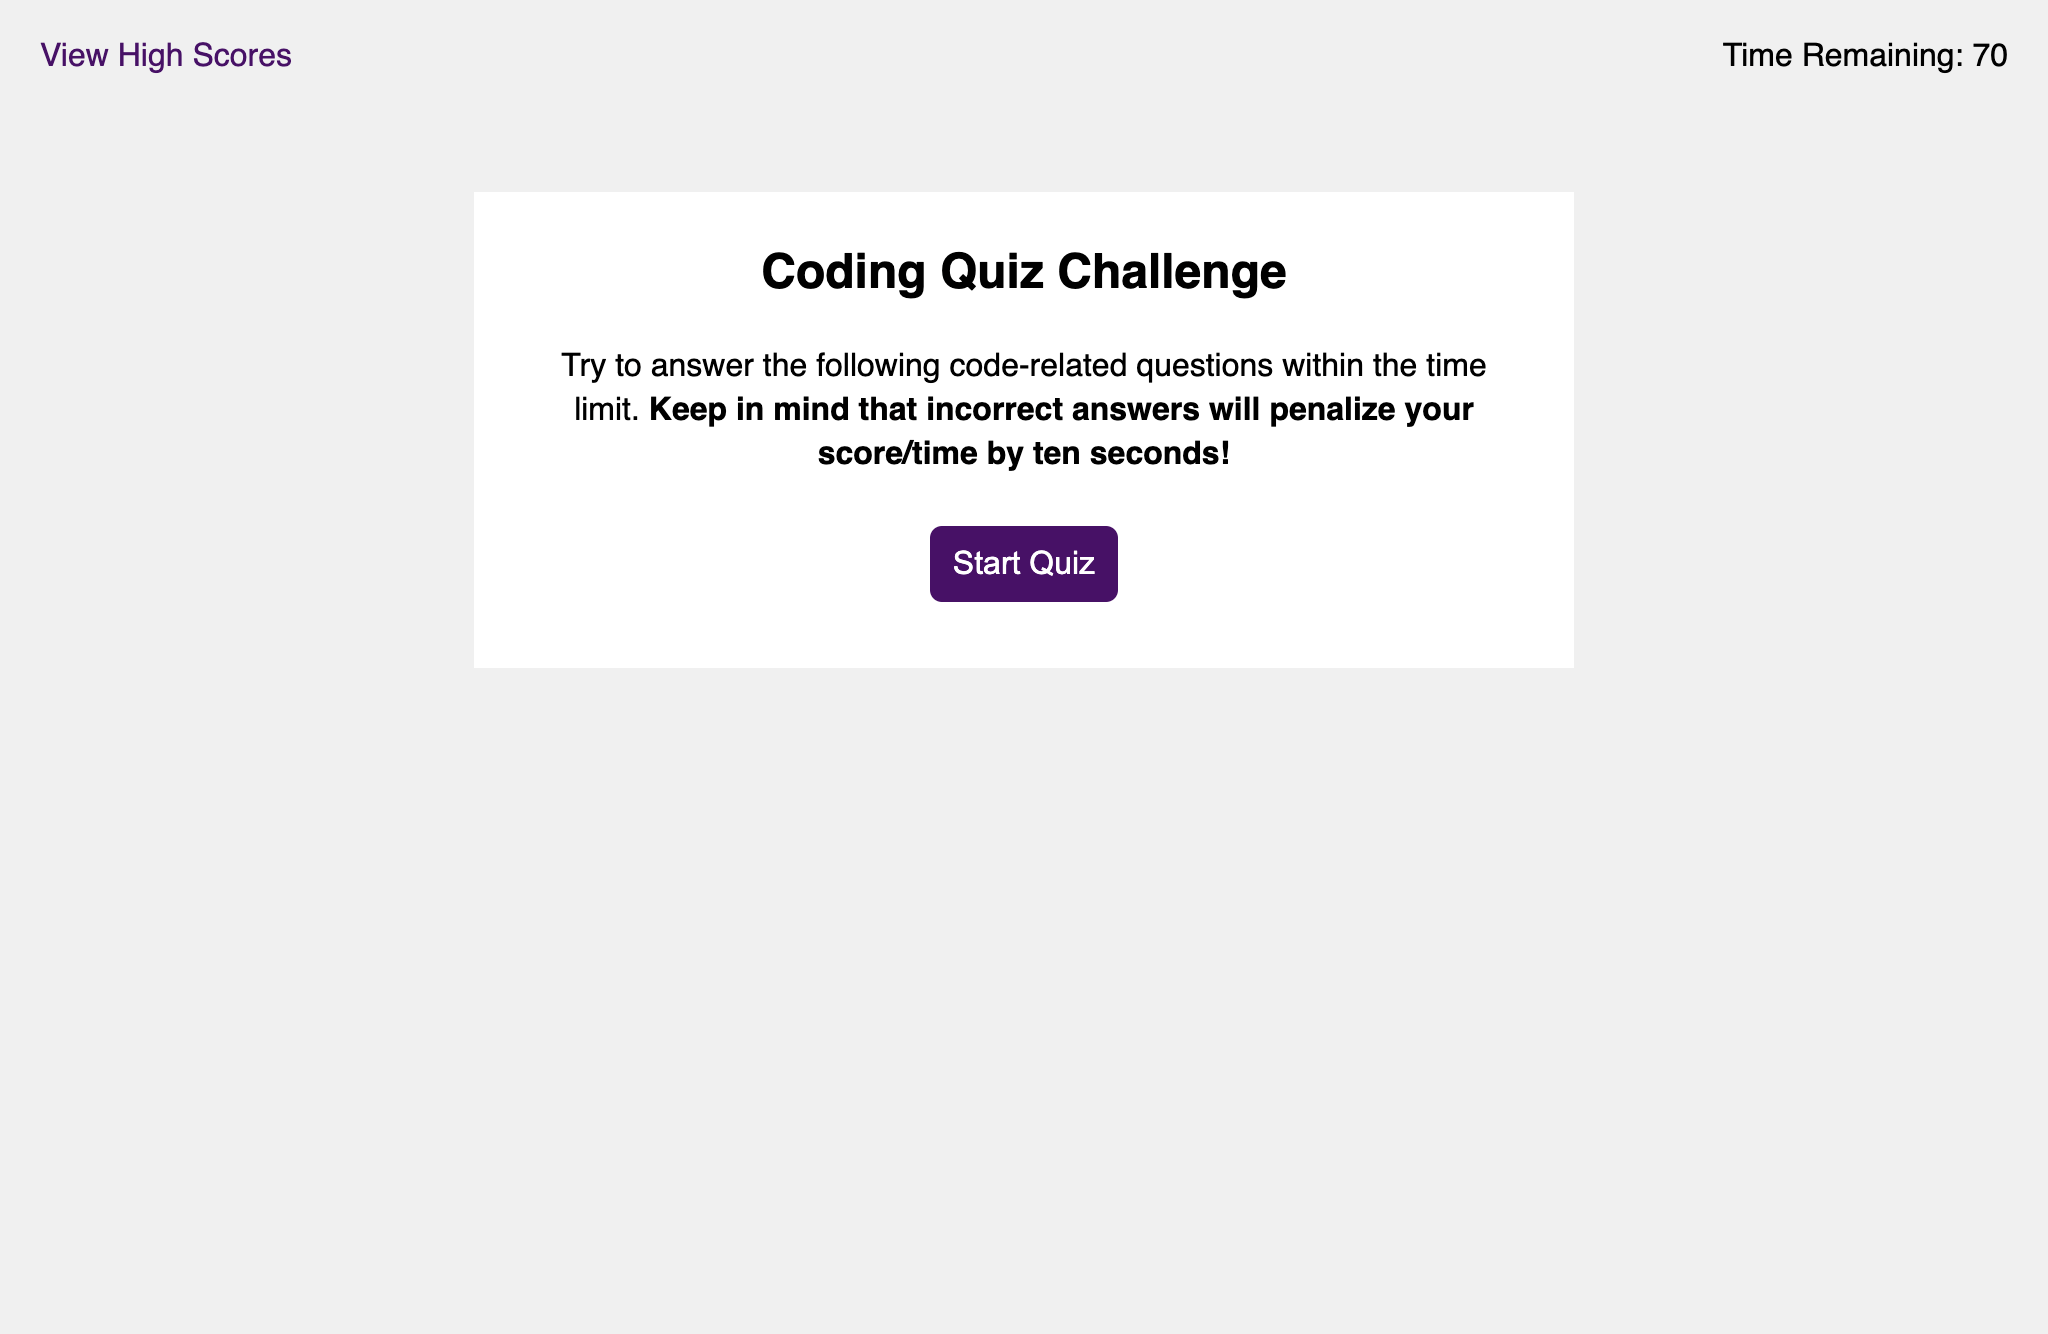 View High Scores
Time Remaining: 70
Coding Quiz Challenge
Try to answer the following code-related questions within the time
limit. Keep in mind that incorrect answers will penalize your
score/time by ten seconds!
Start Quiz